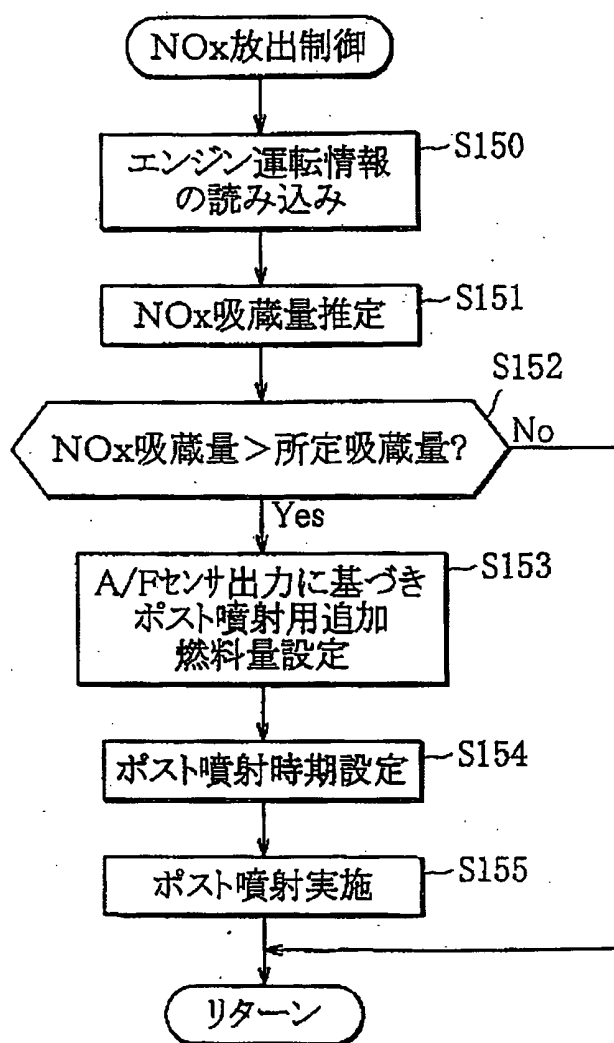 NOx放出制御
エンジン運転情報
の読み込み
S150
NOx吸蔵量推定
S151
S152
NOx吸蔵量>所定吸蔵量?
No
Yes
A/Fセンサ出力に基づき
ポスト噴射用追加
燃料量設定
S153
ポスト噴射時期設定
S154
ポスト噴射実施
S155
リターン